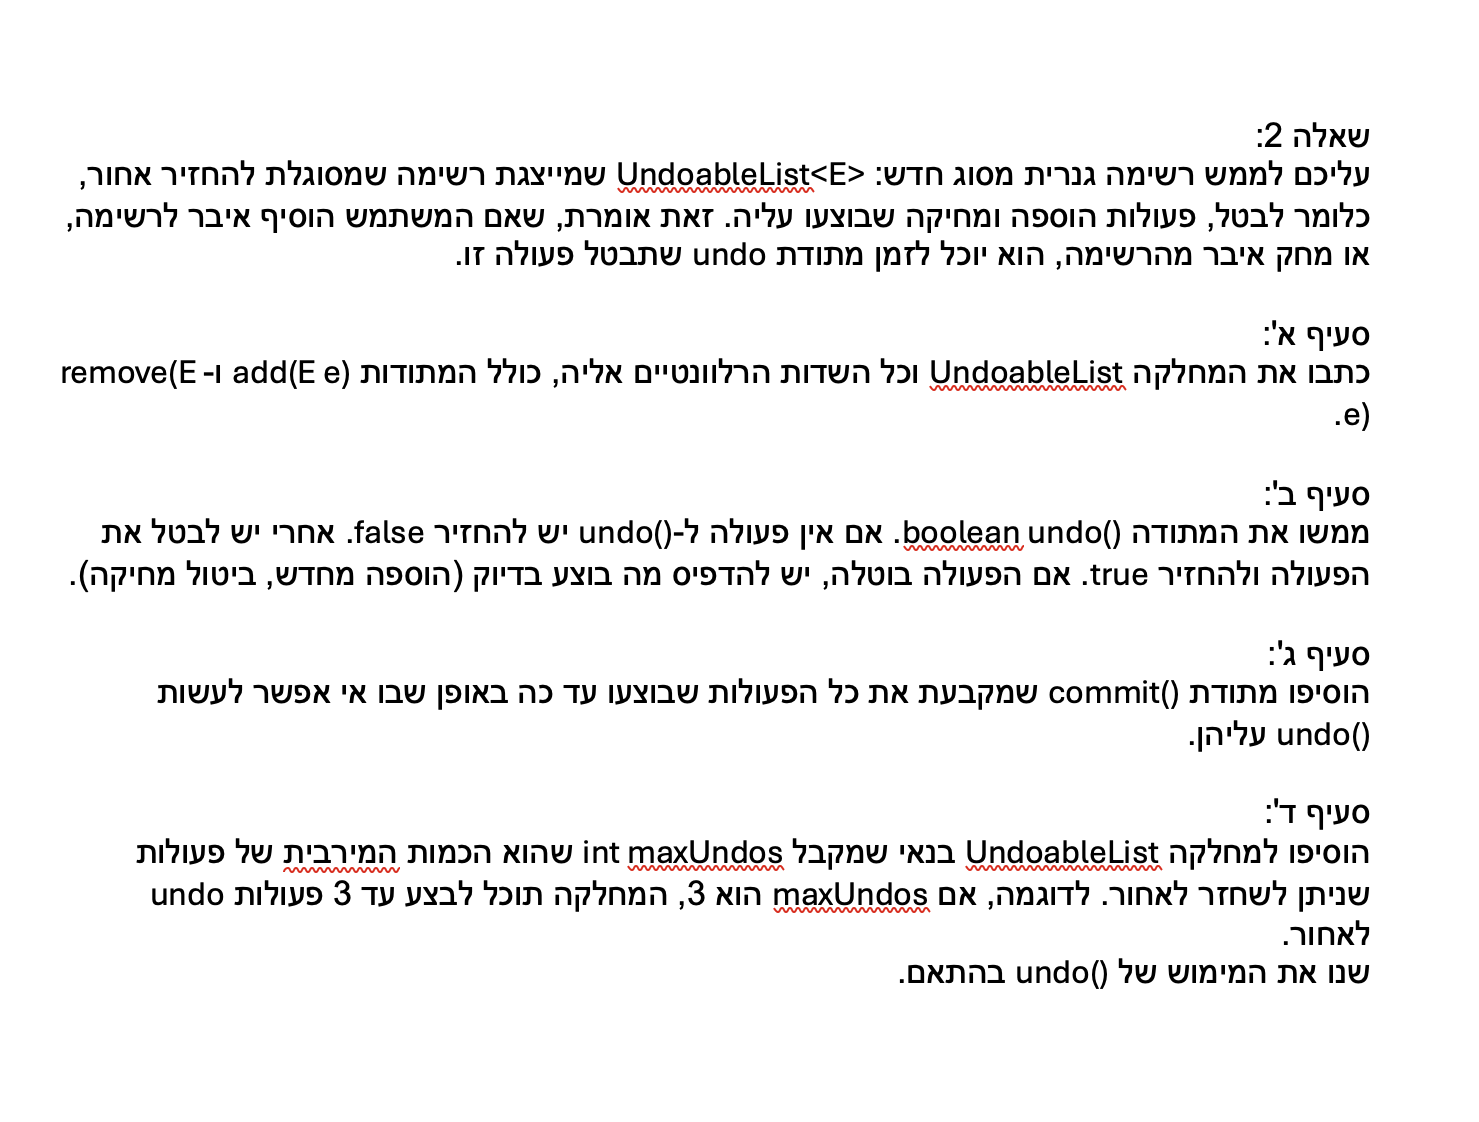 שאלה 2:
עליכם לממש רשימה גנרית מסוג חדש: UndoableList<E> שמייצגת רשימה שמסוגלת להחזיר אחור,
כלומר לבטל, פעולות הוספה ומחיקה שבוצעו עליה. זאת אומרת, שאם המשתמש הוסיף איבר לרשימה,
או מחק איבר מהרשימה, הוא יוכל לזמן מתודת undo שתבטל פעולה זו.
סעיף א':
כתבו את המחלקה UndoableList וכל השדות הרלוונטיים אליה, כולל המתודות add(E e) ו- remove(E
e).
סעיף ב':
ממשו את המתודה boolean undo(). אם אין פעולה ל-undo() יש להחזיר false. אחרי יש לבטל את
הפעולה ולהחזיר true. אם הפעולה בוטלה, יש להדפיס מה בוצע בדיוק (הוספה מחדש, ביטול מחיקה).
סעיף ג':
הוסיפו מתודת commit() שמקבעת את כל הפעולות שבוצעו עד כה באופן שבו אי אפשר לעשות
undo() עליהן.
סעיף ד':
הוסיפו למחלקה UndoableList בנאי שמקבל int maxUndos שהוא הכמות המירבית של פעולות
שניתן לשחזר לאחור. לדוגמה, אם maxUndos הוא 3, המחלקה תוכל לבצע עד 3 פעולות undo
לאחור.
שנו את המימוש של undo() בהתאם.